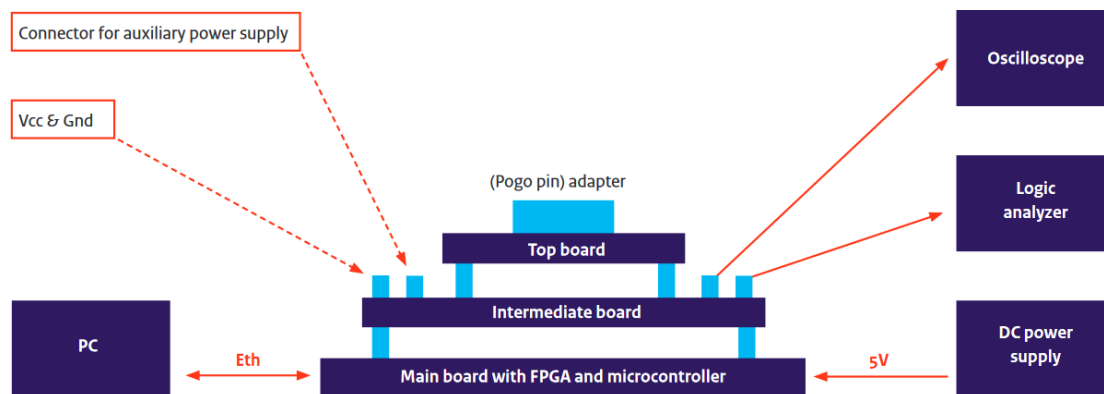 Connector for auxiliary power supply
Oscilloscope
Vcc & Gnd
(Pogo pin) adapter
Logic
analyzer
Top board
Intermediate board
PC
DC power
supply
Eth
5V
Main board with FPGA and microcontroller